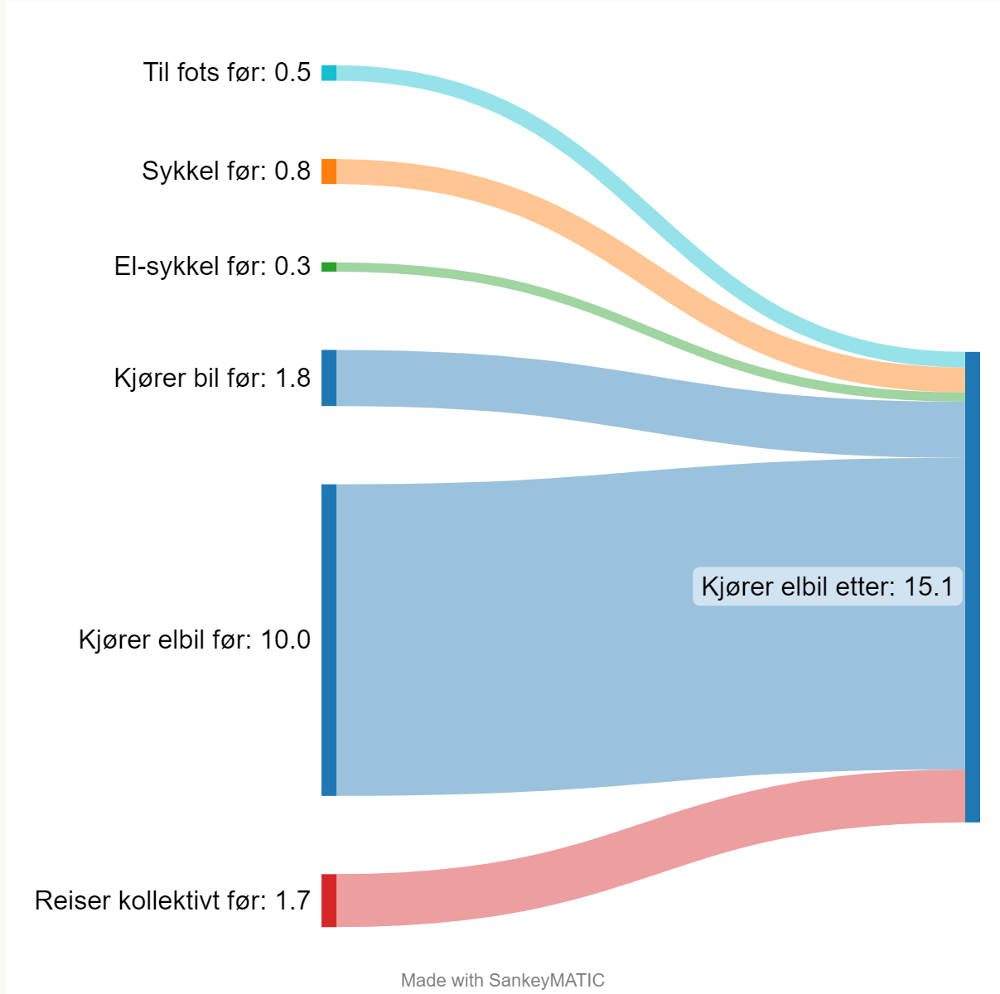 Til fots før: 0.5
Sykkel før: 0.8
El-sykkel før: 0.3
Kjører bil før: 1.8
Kjører elbil etter: 15.1
Kjører elbil før: 10.0
Reiser kollektivt før: 1.7
Made with SankeyMATIC